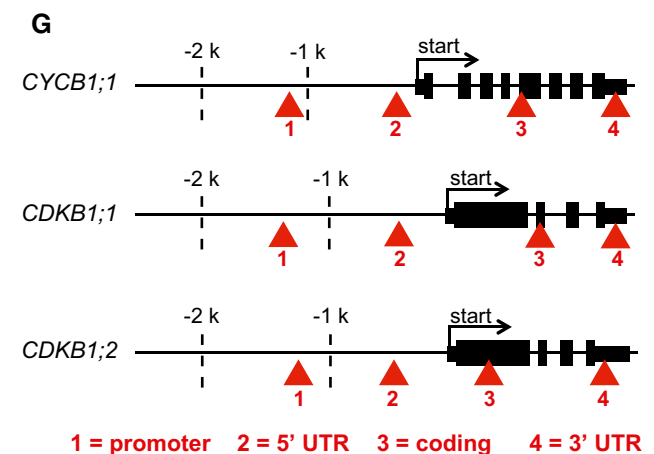 G
-2 k -1 k start
CYCB1;1
1 2 3 4
-2 k -1 k start
CDKB1;1
1 2 3 4
-2 k -1 k start
CDKB1;2
1 2 3 4
1 = promoter 2 = 5’ UTR 3 = coding 4 = 3’ UTR